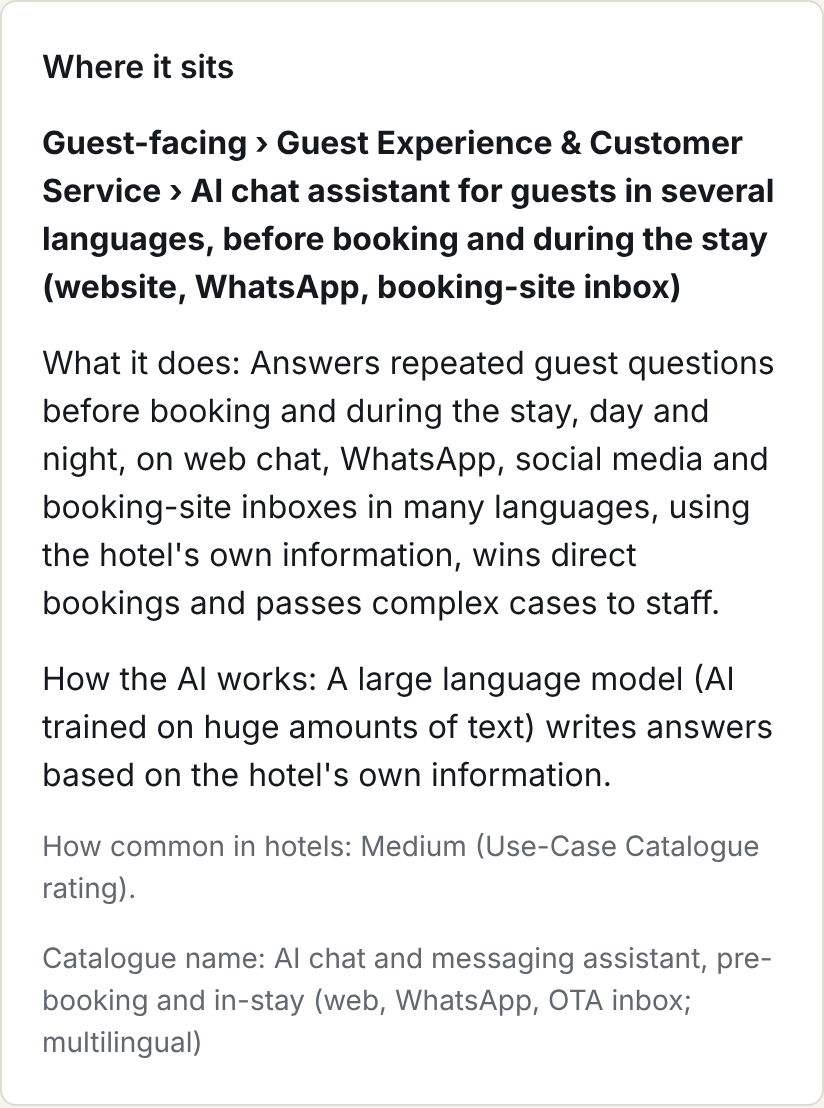 Where it sits
Guest-facing › Guest Experience & Customer
Service › AI chat assistant for guests in several
languages, before booking and during the stay
(website, WhatsApp, booking-site inbox)
What it does: Answers repeated guest questions
before booking and during the stay, day and
night, on web chat, WhatsApp, social media and
booking-site inboxes in many languages, using
the hotel's own information, wins direct
bookings and passes complex cases to staff.
How the AI works: A large language model (AI
trained on huge amounts of text) writes answers
based on the hotel's own information.
How common in hotels: Medium (Use-Case Catalogue
rating).
Catalogue name: AI chat and messaging assistant, pre-
booking and in-stay (web, WhatsApp, OTA inbox;
multilingual)